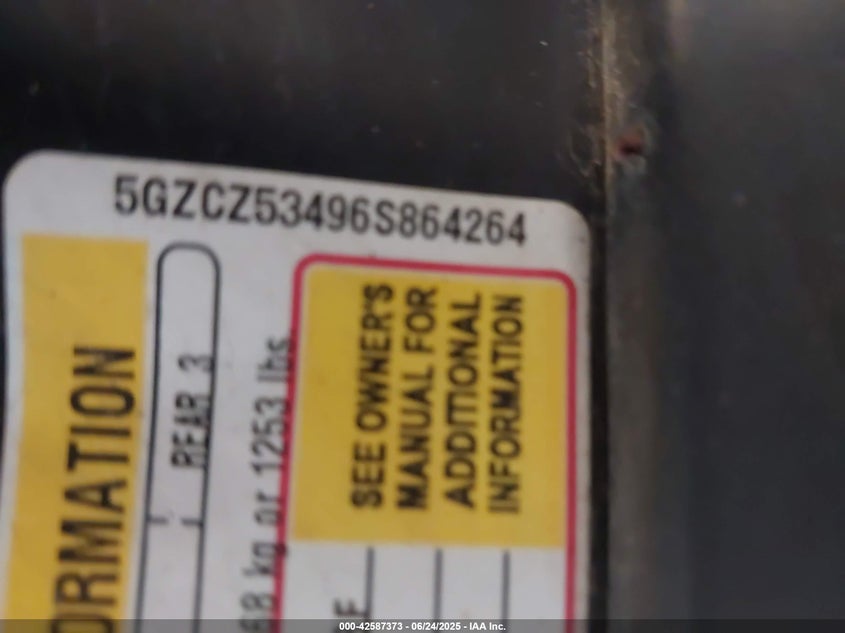 5GZCZ53496S864264
SEE OWNER'S
MANUAL FOR
ADDITIONAL
INFORMATION
REAR 3
68 kg or 1253 lbs
000-42587373 - 06/24/2025 - IAA Inc.